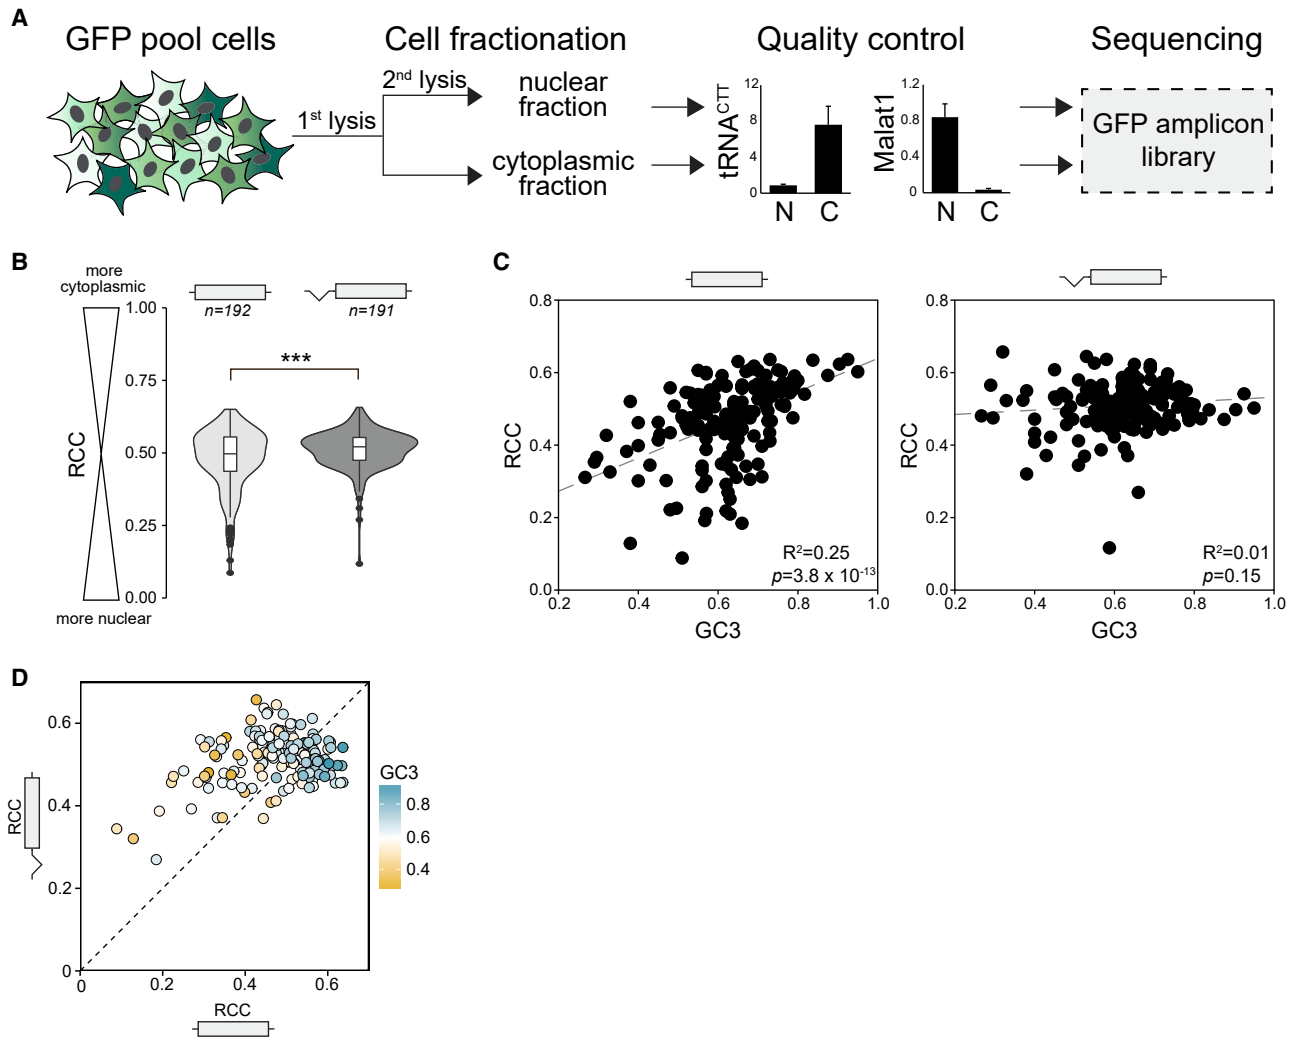 A
GFP pool cells
Cell fractionation
Quality control
Sequencing
1st lysis
2nd lysis
nuclear
fraction
cytoplasmic
fraction
tRNACTT
12
8
4
0
N C
Malat1
1.2
0.8
0.4
0
N C
GFP amplicon
library
B
more
cytoplasmic
RCC
more nuclear
1.00
0.75
0.50
0.25
0.00
n=192
n=191
***
C
RCC
0.8
0.6
0.4
0.2
0.0
0.2 0.4 0.6 0.8 1.0
GC3
R2=0.25
p=3.8 x 10-13
RCC
0.8
0.6
0.4
0.2
0.0
0.2 0.4 0.6 0.8 1.0
GC3
R2=0.01
p=0.15
D
RCC
0.6
0.4
0.2
0
0 0.2 0.4 0.6
RCC
GC3
0.8
0.6
0.4